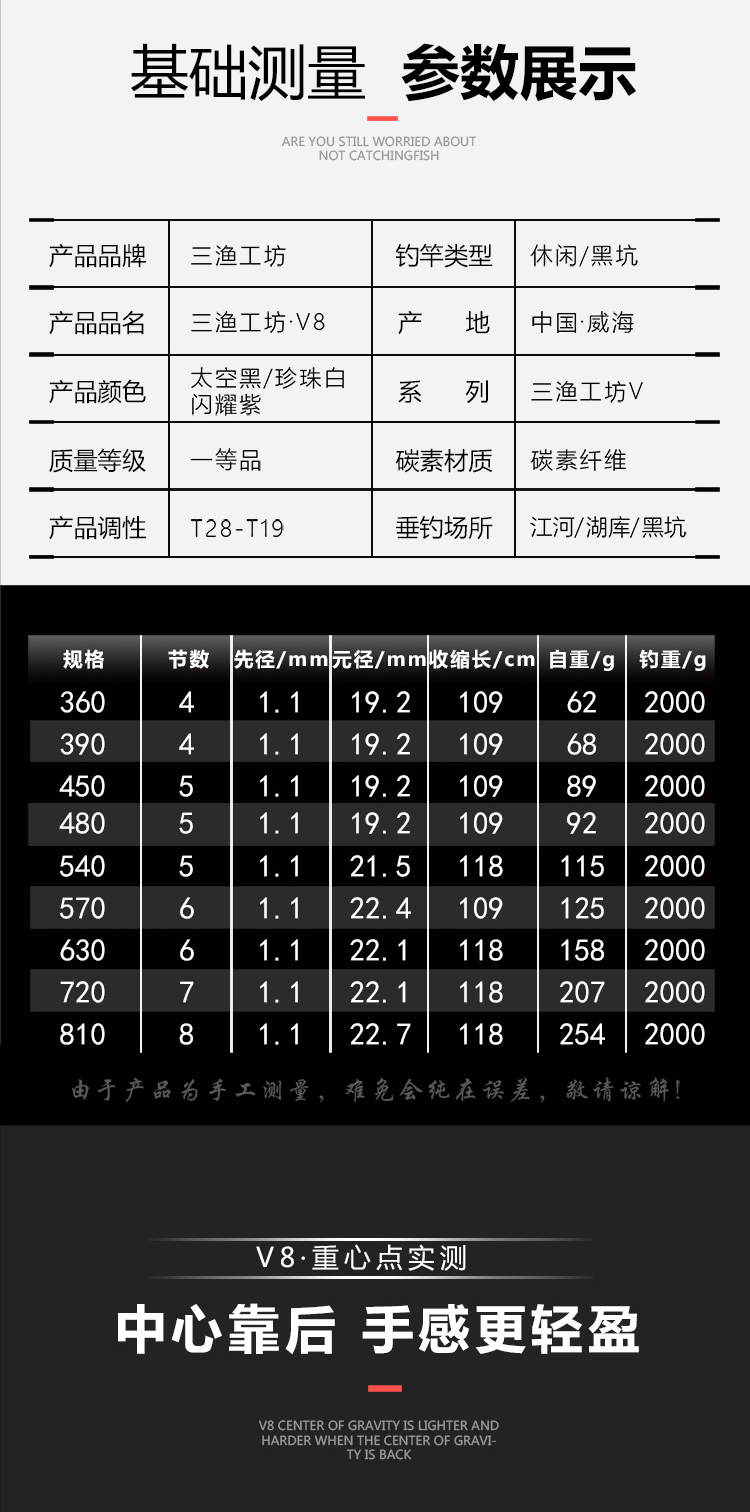 基础测量 参数展示
ARE YOU STILL WORRIED ABOUT
NOT CATCHINGFISH
产品品牌 三渔工坊 钓竿类型 休闲/黑坑
产品品名 三渔工坊·V8 产 地 中国·威海
产品颜色 太空黑/珍珠白
闪耀紫 系 列 三渔工坊V
质量等级 一等品 碳素材质 碳素纤维
产品调性 T28-T19 垂钓场所 江河/湖库/黑坑
规格 节数 先径/mm 元径/mm 收缩长/cm 自重/g 钓重/g
360 4 1.1 19.2 109 62 2000
390 4 1.1 19.2 109 68 2000
450 5 1.1 19.2 109 89 2000
480 5 1.1 19.2 109 92 2000
540 5 1.1 21.5 118 115 2000
570 6 1.1 22.4 109 125 2000
630 6 1.1 22.1 118 158 2000
720 7 1.1 22.1 118 207 2000
810 8 1.1 22.7 118 254 2000
由于产品为手工测量，难免会纯在误差，敬请谅解！
V8·重心点实测
中心靠后 手感更轻盈
V8 CENTER OF GRAVITY IS LIGHTER AND
HARDER WHEN THE CENTER OF GRAVI-
TY IS BACK